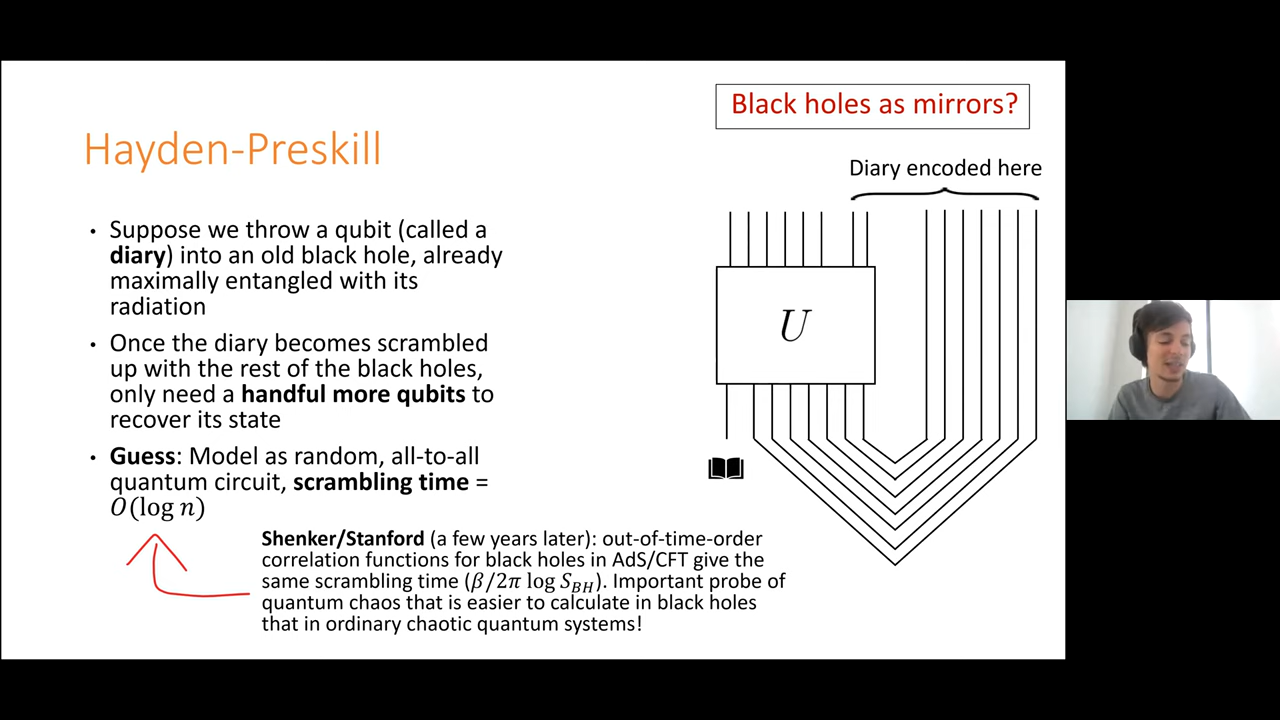 Black holes as mirrors?
Hayden-Preskill
Diary encoded here
• Suppose we throw a qubit (called a
diary) into an old black hole, already
maximally entangled with its
radiation
• Once the diary becomes scrambled
up with the rest of the black holes,
only need a handful more qubits to
recover its state
• Guess: Model as random, all-to-all
quantum circuit, scrambling time =
O(log n)
U
Shenker/Stanford (a few years later): out-of-time-order
correlation functions for black holes in AdS/CFT give the
same scrambling time (β/2π log S_BH). Important probe of
quantum chaos that is easier to calculate in black holes
that in ordinary chaotic quantum systems!